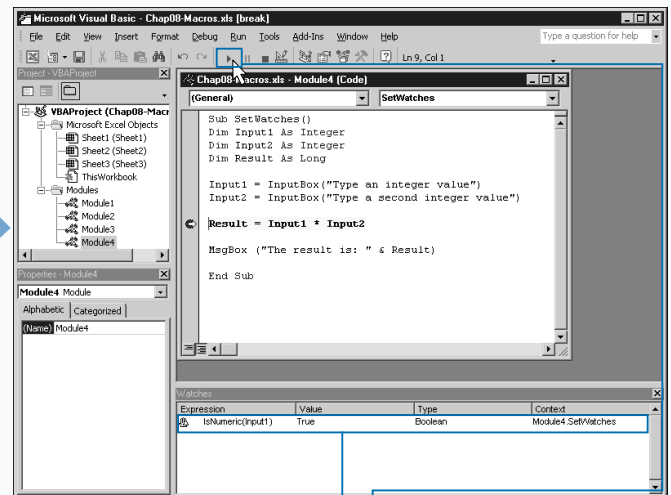 Microsoft Visual Basic - Chap08-Macros.xls [break]
File Edit View Insert Format Debug Run Tools Add-Ins Window Help
Type a question for help
Ln 9, Col 1
Project - VBAProject
VBAProject (Chap08-Macr
Microsoft Excel Objects
Sheet1 (Sheet1)
Sheet2 (Sheet2)
Sheet3 (Sheet3)
ThisWorkbook
Modules
Module1
Module2
Module3
Module4
Properties - Module4
Module4 Module
Alphabetic Categorized
(Name) Module4
Chap08-Macros.xls - Module4 (Code)
(General) SetWatches
Sub SetWatches()
Dim Input1 As Integer
Dim Input2 As Integer
Dim Result As Long
Input1 = InputBox("Type an integer value")
Input2 = InputBox("Type a second integer value")
Result = Input1 * Input2
MsgBox ("The result is: " & Result)
End Sub
Watches
Expression Value Type Context
IsNumeric(Input1) True Boolean Module4.SetWatches